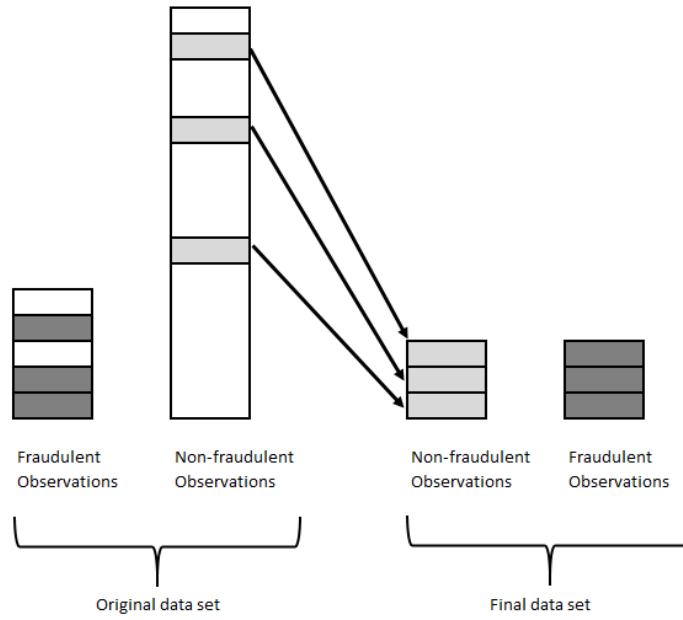 Fraudulent
Observations
Non-fraudulent
Observations
Non-fraudulent
Observations
Fraudulent
Observations
Original data set
Final data set